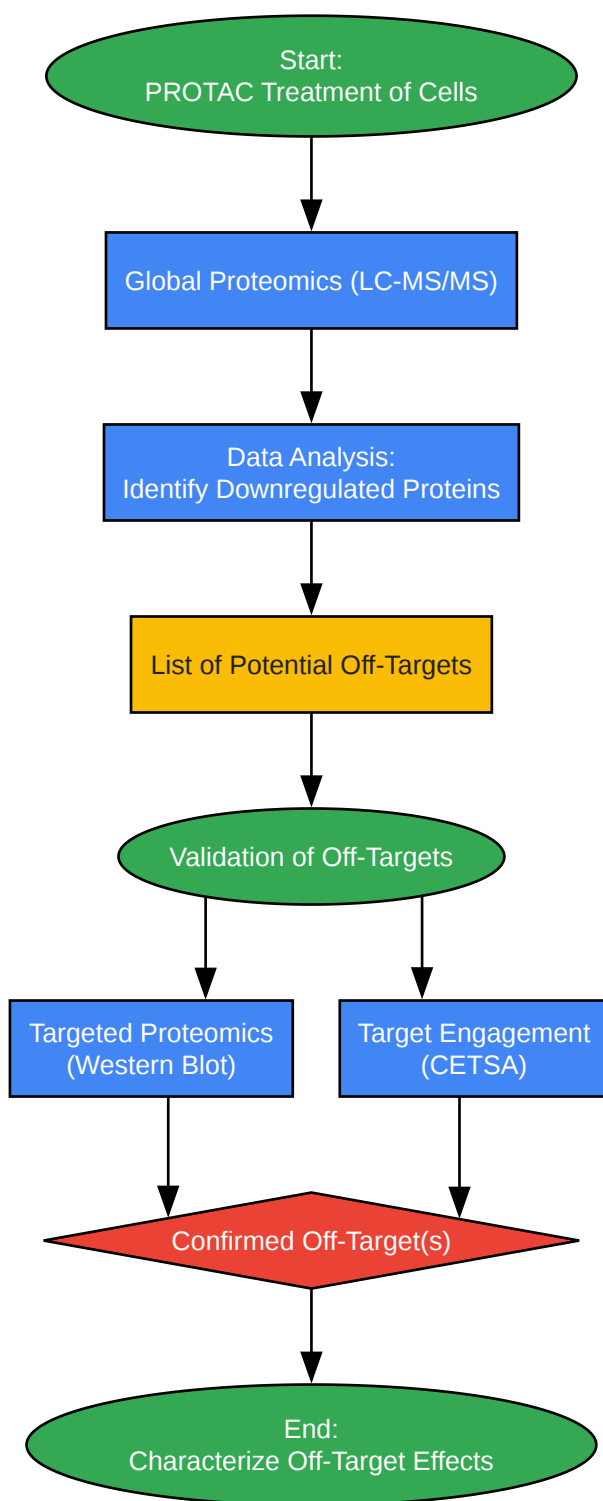 Start:
PROTAC Treatment of Cells
Global Proteomics (LC-MS/MS)
Data Analysis:
Identify Downregulated Proteins
List of Potential Off-Targets
Validation of Off-Targets
Targeted Proteomics
(Western Blot)
Target Engagement
(CETSA)
Confirmed Off-Target(s)
End:
Characterize Off-Target Effects